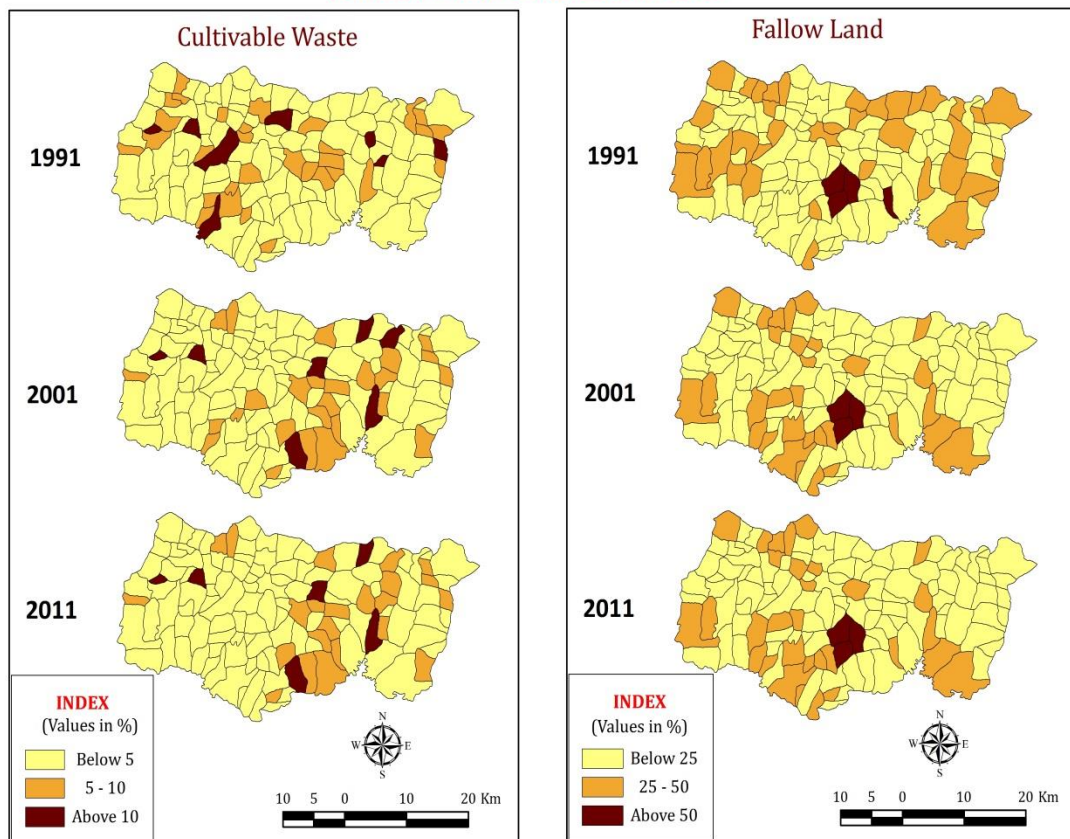 Cultivable Waste
1991
2001
2011
INDEX
(Values in %)
Below 5
5 - 10
Above 10
N
W E
S
10 5 0 10 20 Km
Fallow Land
1991
2001
2011
INDEX
(Values in %)
Below 25
25 - 50
Above 50
N
W E
S
10 5 0 10 20 Km